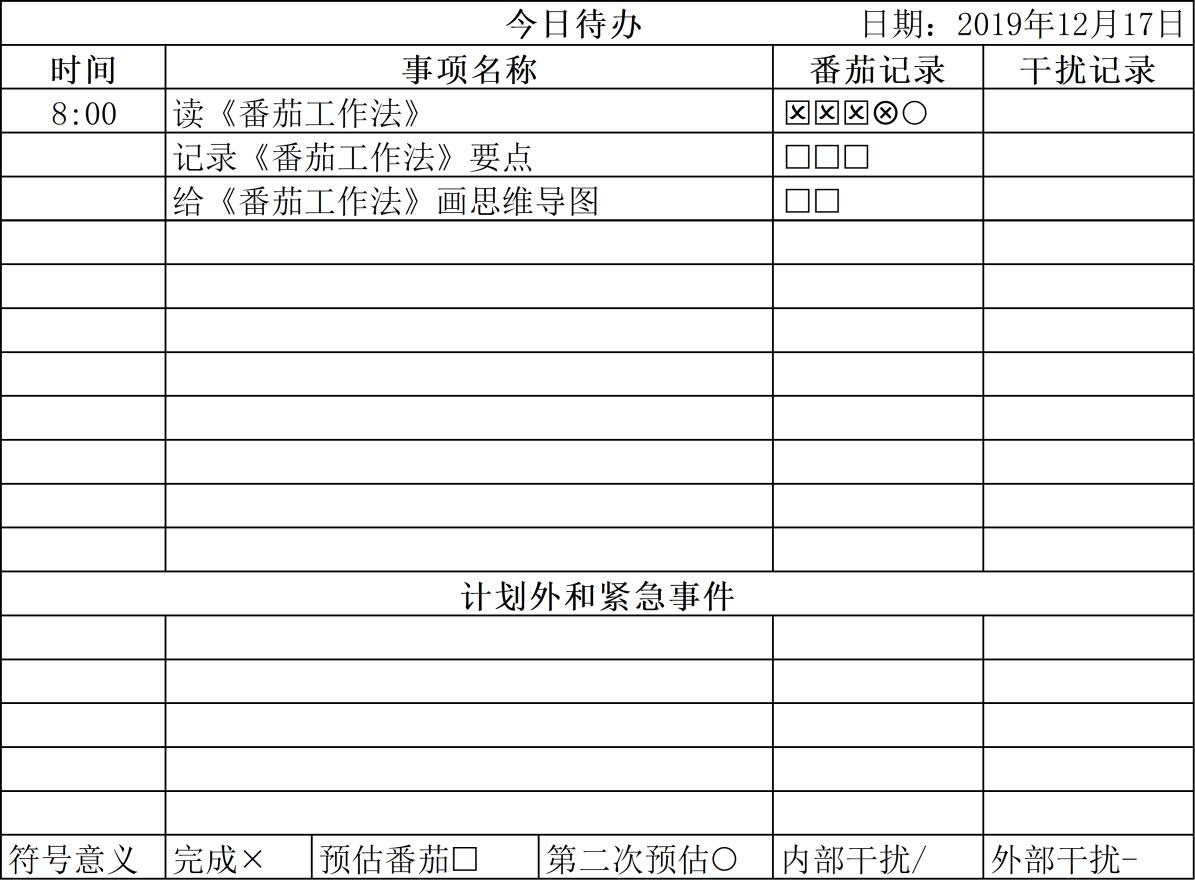 今日待办 日期：2019年12月17日
时间 事项名称 番茄记录 干扰记录
8:00 读《番茄工作法》 ☒☒☒⊗○
记录《番茄工作法》要点 □□□
给《番茄工作法》画思维导图 □□
计划外和紧急事件
符号意义 完成× 预估番茄□ 第二次预估○ 内部干扰/ 外部干扰-